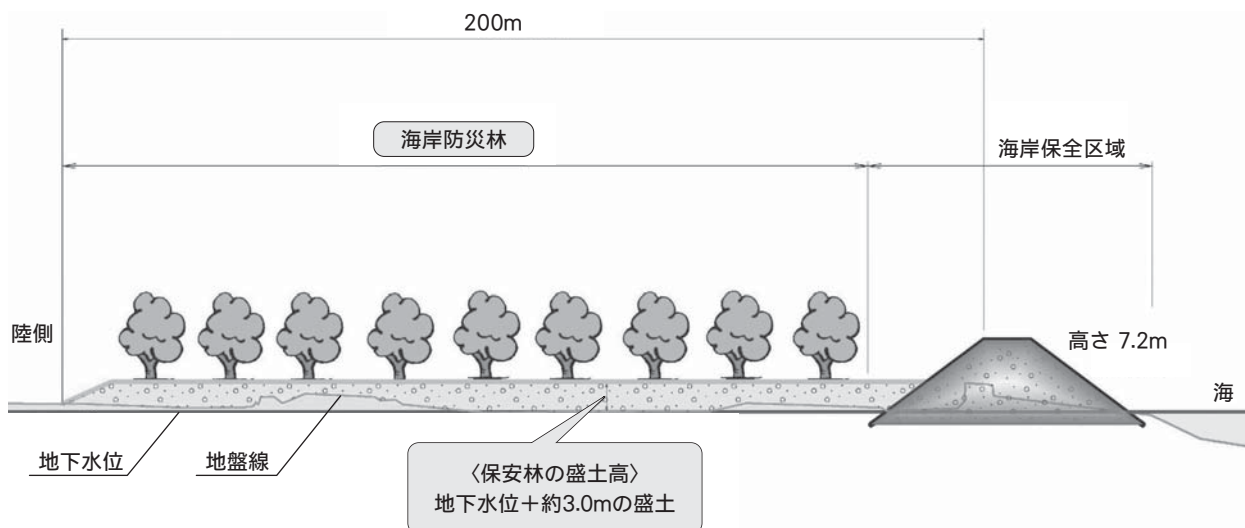 200m
海岸防災林
海岸保全区域
陸側
高さ 7.2m
海
地下水位
地盤線
〈保安林の盛土高〉
地下水位＋約3.0mの盛土